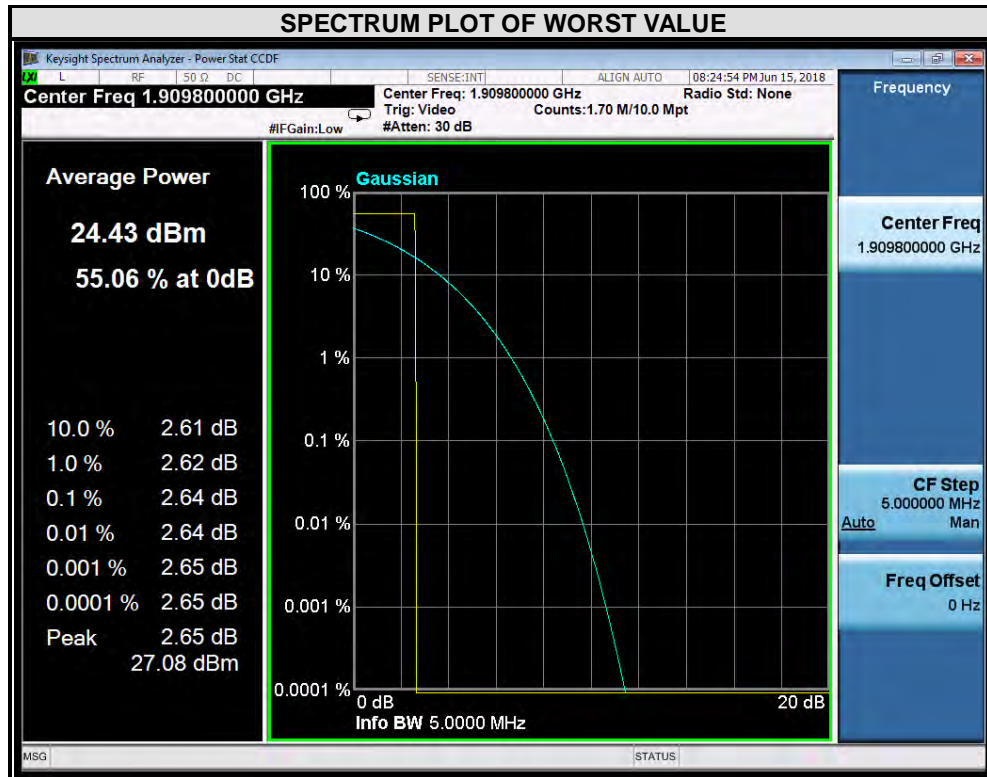 SPECTRUM PLOT OF WORST VALUE
Keysight Spectrum Analyzer - Power Stat CCDF
LXI L RF 50 Ω DC SENSE:INT ALIGN AUTO 08:24:54 PM Jun 15, 2018
Center Freq 1.909800000 GHz
Center Freq: 1.909800000 GHz Radio Std: None
Trig: Video Counts:1.70 M/10.0 Mpt
#IFGain:Low #Atten: 30 dB
Average Power
24.43 dBm
55.06 % at 0dB
10.0 % 2.61 dB
1.0 % 2.62 dB
0.1 % 2.64 dB
0.01 % 2.64 dB
0.001 % 2.65 dB
0.0001 % 2.65 dB
Peak 2.65 dB
27.08 dBm
Gaussian
100 %
10 %
1 %
0.1 %
0.01 %
0.001 %
0.0001 %
0 dB 20 dB
Info BW 5.0000 MHz
Frequency
Center Freq
1.909800000 GHz
CF Step
5.000000 MHz
Auto Man
Freq Offset
0 Hz
MSG STATUS